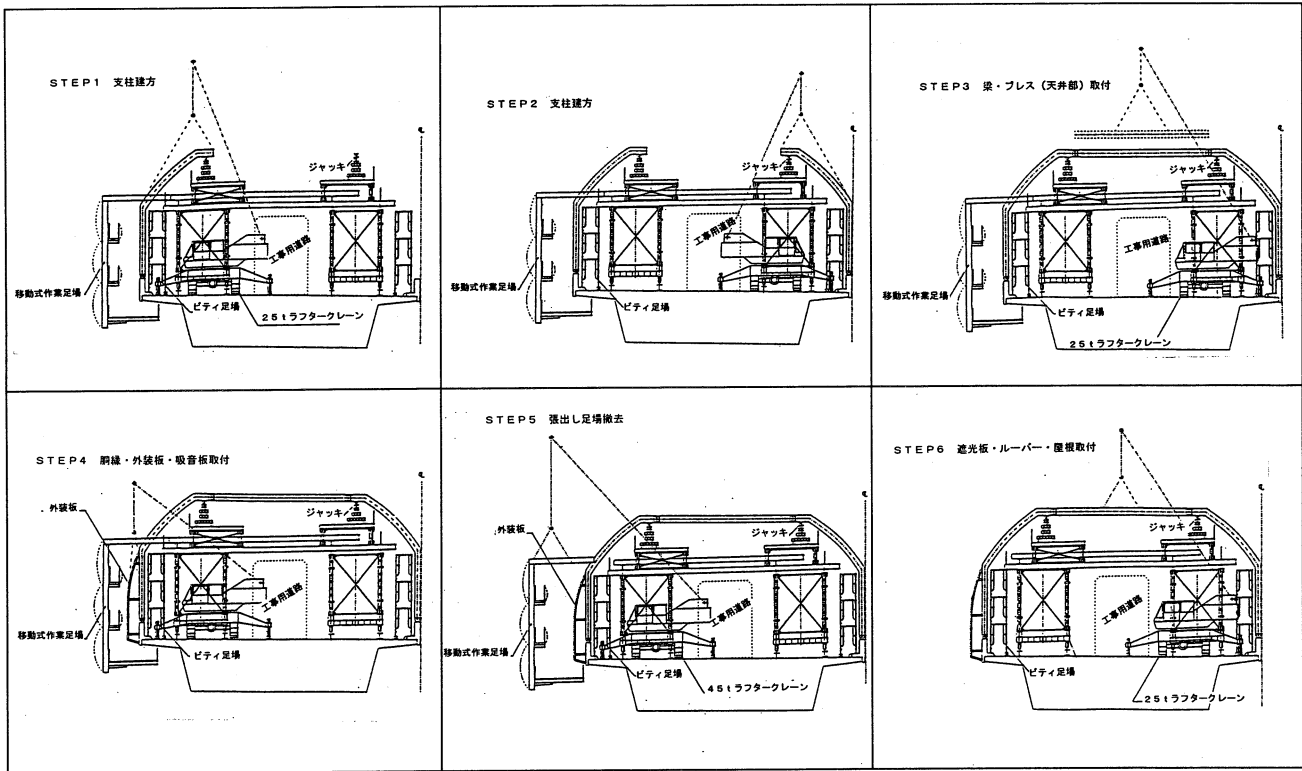 STEP1 支柱建方
℄
ジャッキ
工事用道路
移動式作業足場
ビティ足場
25tラフタークレーン
STEP2 支柱建方
℄
ジャッキ
工事用道路
移動式作業足場
ビティ足場
STEP3 梁・ブレス(天井部)取付
℄
ジャッキ
工事用道路
移動式作業足場
ビティ足場
25tラフタークレーン
STEP4 胴縁・外装板・吸音板取付
℄
外装板
ジャッキ
工事用道路
移動式作業足場
ビティ足場
STEP5 張出し足場撤去
℄
外装板
ジャッキ
工事用道路
移動式作業足場
ビティ足場
45tラフタークレーン
STEP6 遮光板・ルーバー・屋根取付
℄
ジャッキ
工事用道路
ビティ足場
25tラフタークレーン